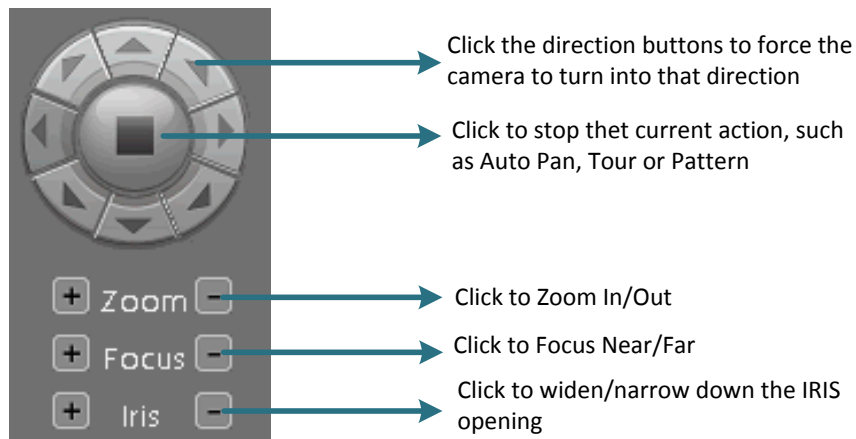 Click the direction buttons to force the
camera to turn into that direction
Click to stop thet current action, such
as Auto Pan, Tour or Pattern
+ Zoom -
Click to Zoom In/Out
+ Focus -
Click to Focus Near/Far
+ Iris -
Click to widen/narrow down the IRIS
opening